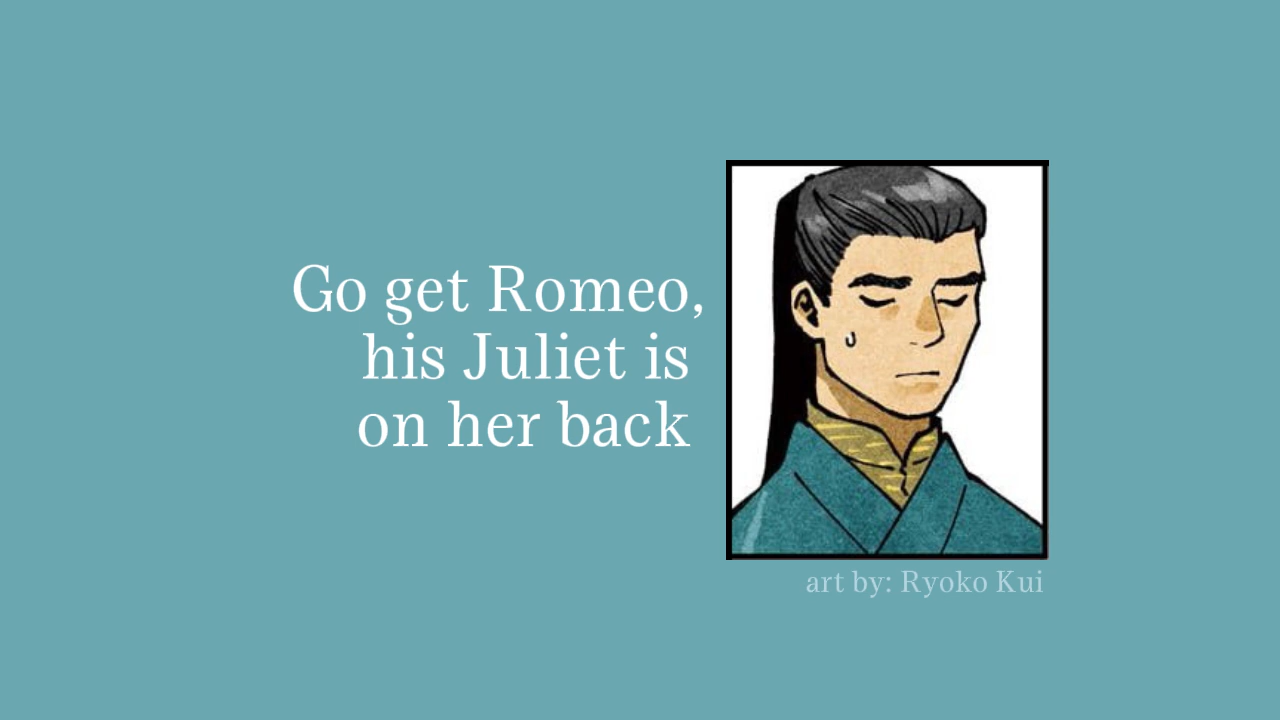 Go get Romeo,
his Juliet is
on her back
art by: Ryoko Kui